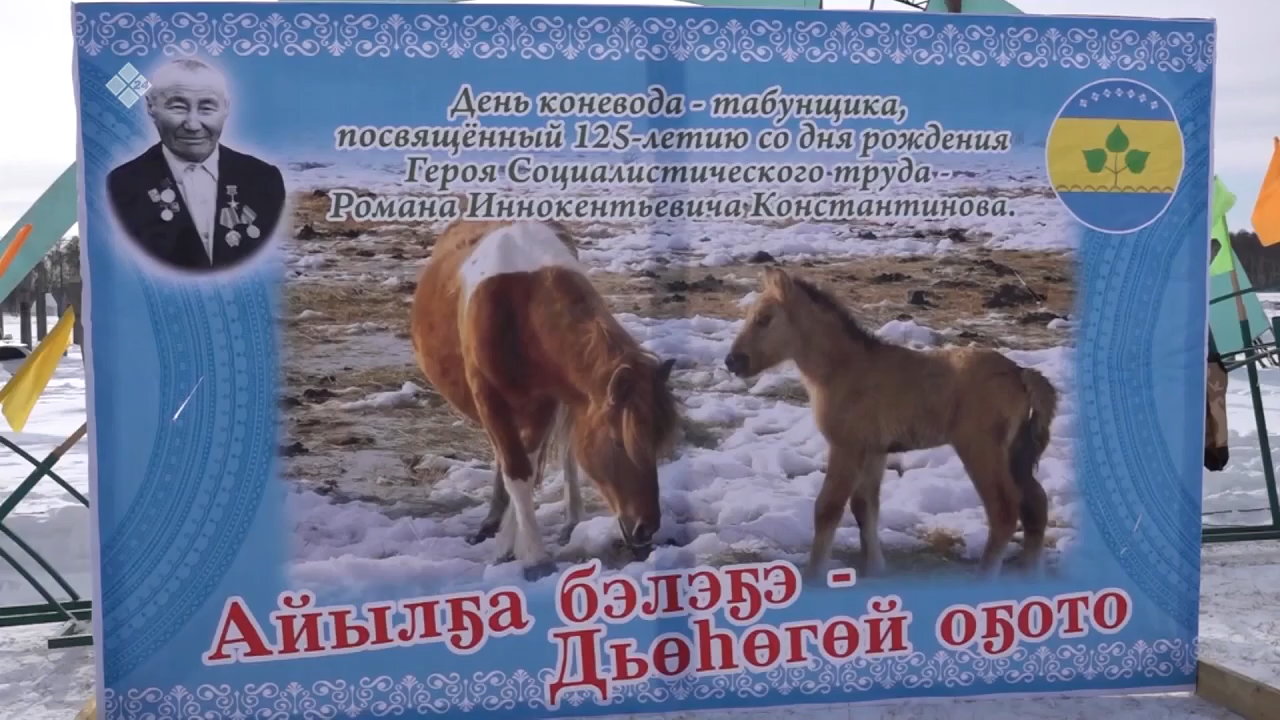 24
День коневода - табунщика,
посвящённый 125-летию со дня рождения
Героя Социалистического труда -
Романа Иннокентьевича Константинова.
Айылҕа бэлэҕэ -
Дьөһөгөй оҕото